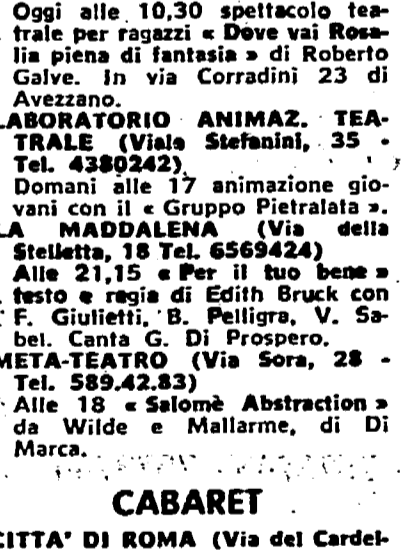 Oggi alle 10,30 spettacolo tea-
trale per ragazzi « Dove vai Rosa-
lia piena di fantasia » di Roberto
Galve. In via Corradini 23 di
Avezzano.
LABORATORIO ANIMAZ. TEA-
TRALE (Viale Stefanini, 35 -
Tel. 4380242)
Domani alle 17 animazione gio-
vani con il « Gruppo Pietralata ».
LA MADDALENA (Via della
Stelletta, 18 Tel. 6569424)
Alle 21,15 « Per il tuo bene »
testo e regia di Edith Bruck con
F. Giulietti, B. Pelligra, V. Sa-
bel. Canta G. Di Prospero.
META-TEATRO (Via Sora, 28 -
Tel. 589.42.83)
Alle 18 « Salomè Abstraction »
da Wilde e Mallarme, di Di
Marca.
CABARET
CITTA' DI ROMA (Via del Cardel-